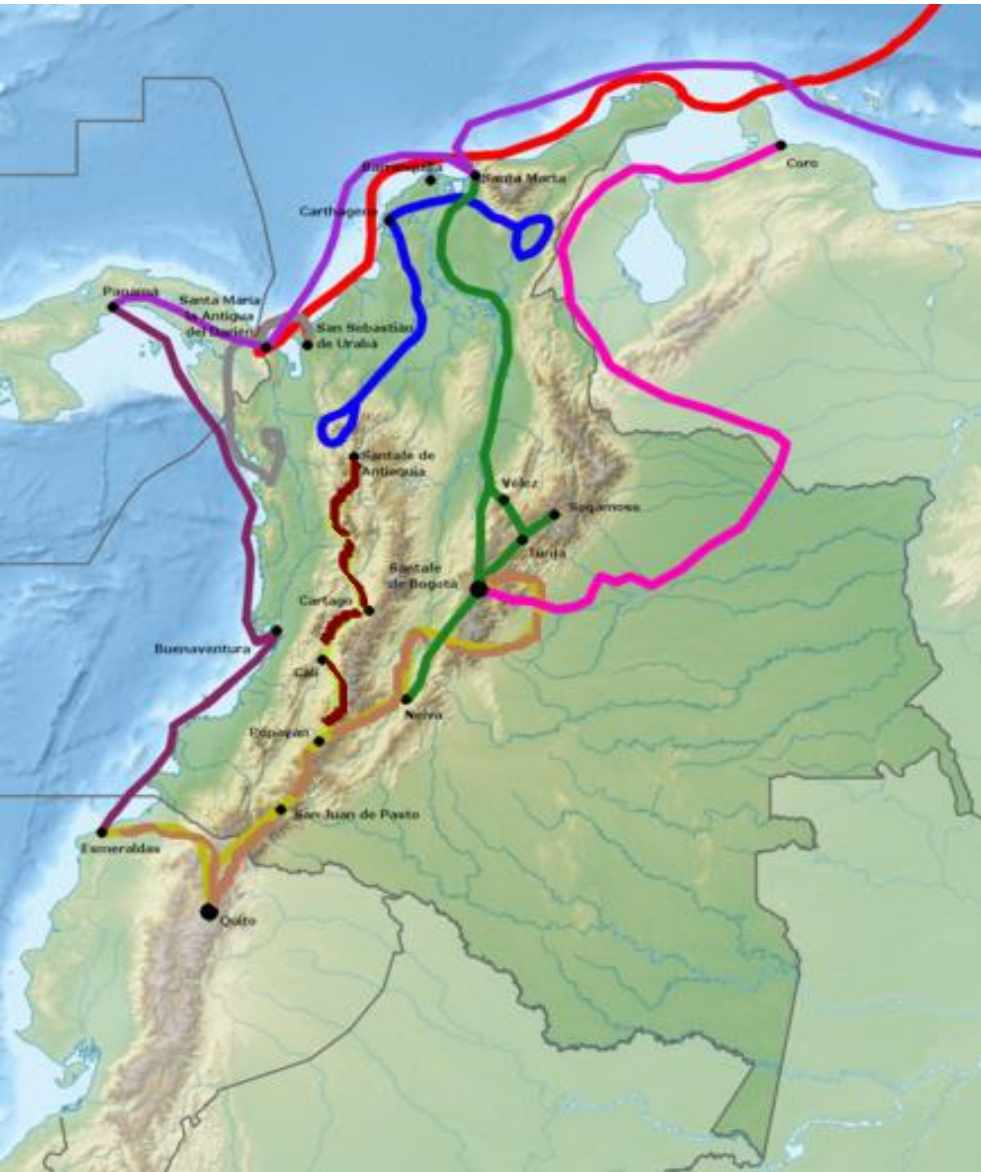 Coro
Santa Marta
Barranquilla
Carthagene
Panamá
Santa María
la Antigua
del Darién
San Sebastián
de Urabá
Santafe de
Antioquia
Vélez
Sogamoso
Tunja
Santafe
de Bogotá
Cartago
Buenaventura
Cali
Neiva
Popayán
San Juan de Pasto
Esmeraldas
Quito